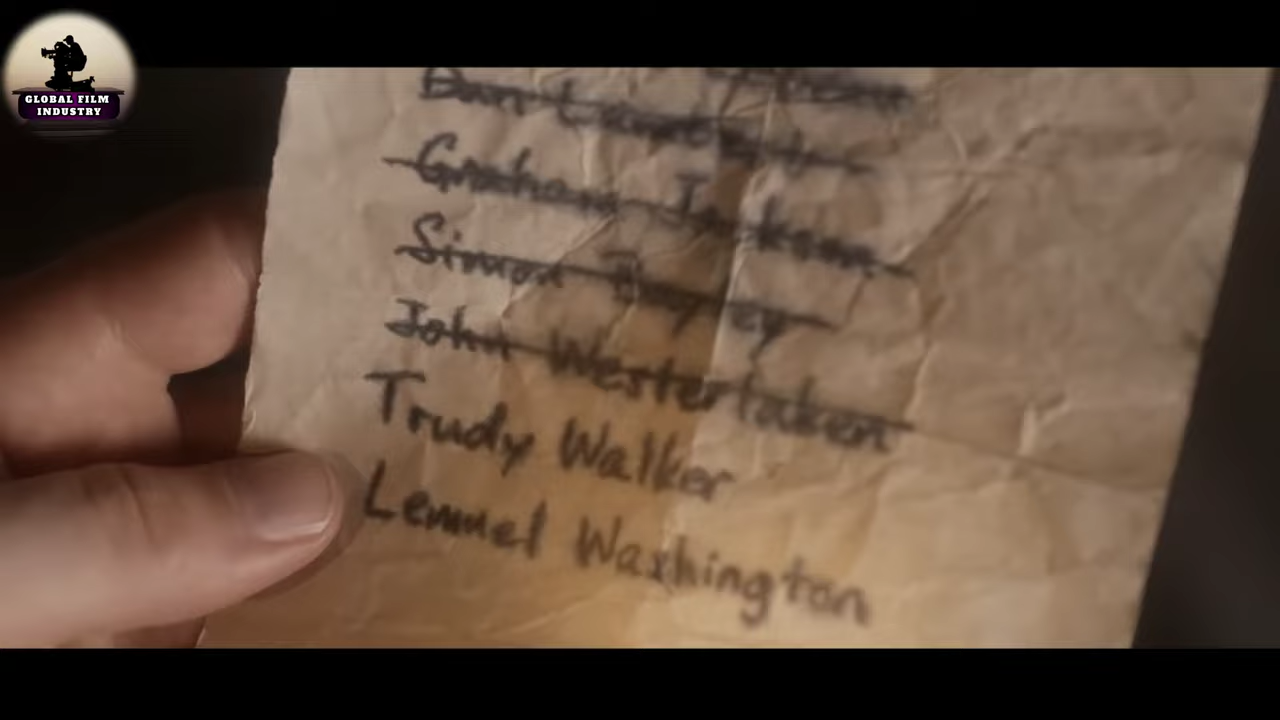 GLOBAL FILM
INDUSTRY
Graham Jackson
Simon
John Westerlaken
Trudy Walker
Lemuel Washington